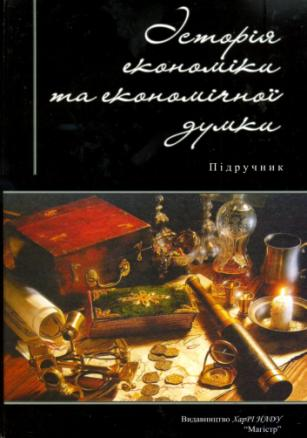 Історія
економіки
та економічної
думки
Підручник
Видавництво ХарРІ НАДУ
"Магістр"